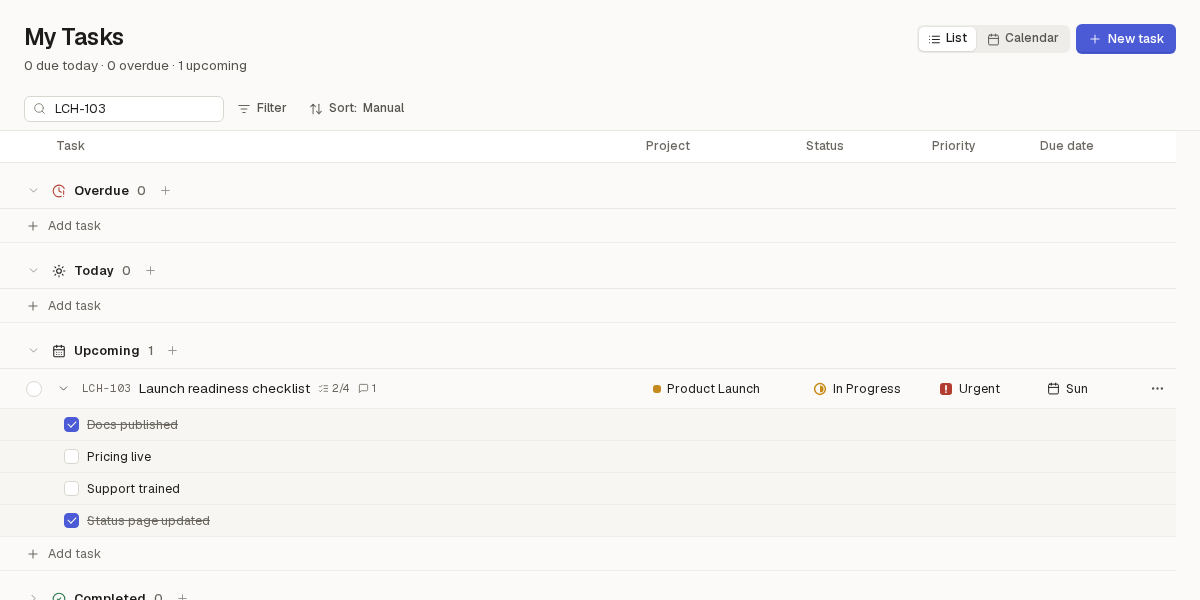 My Tasks
List Calendar New task
0 due today · 0 overdue · 1 upcoming
LCH-103 Filter Sort: Manual
Task Project Status Priority Due date
Overdue 0
Add task
Today 0
Add task
Upcoming 1
LCH-103 Launch readiness checklist 2/4 1 Product Launch In Progress Urgent Sun
Docs published
Pricing live
Support trained
Status page updated
Add task
Completed 0